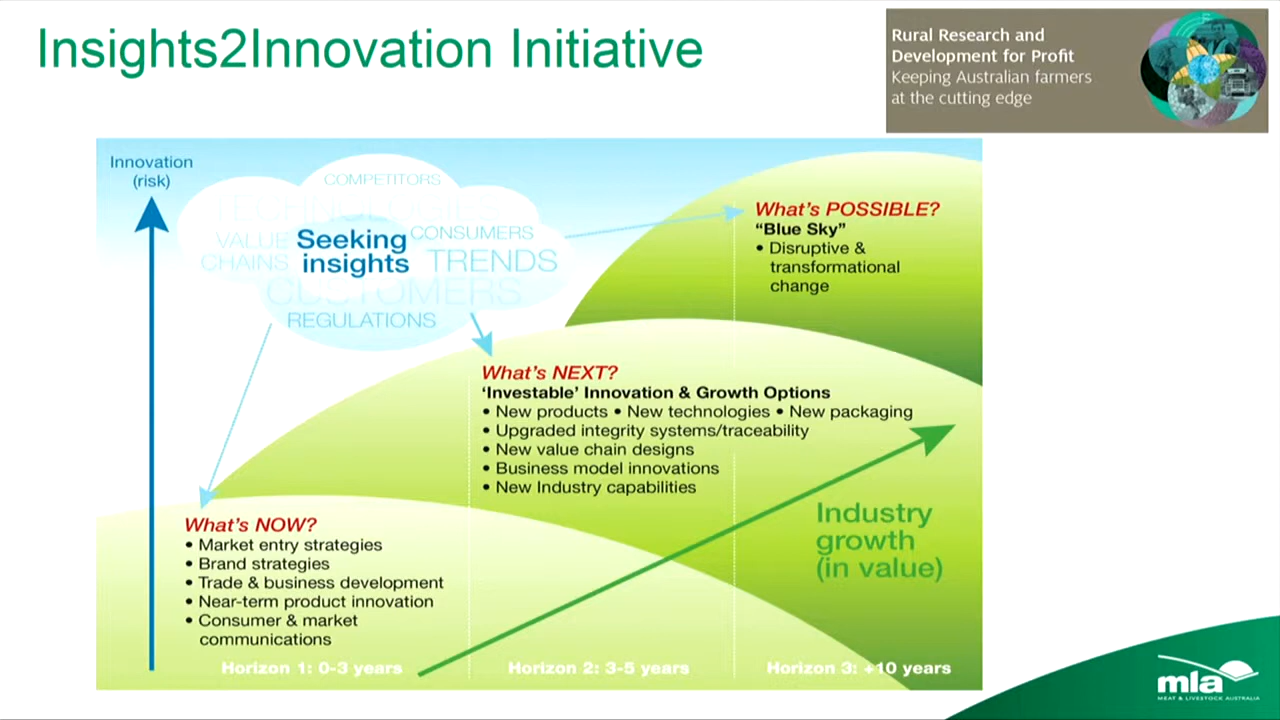 Insights2Innovation Initiative
Rural Research and
Development for Profit
Keeping Australian farmers
at the cutting edge
Innovation
(risk)
COMPETITORS
TECHNOLOGIES
VALUE
CHAINS
Seeking
insights
CONSUMERS
TRENDS
CUSTOMERS
REGULATIONS
What's POSSIBLE?
“Blue Sky”
• Disruptive &
transformational
change
What's NEXT?
‘Investable’ Innovation & Growth Options
• New products • New technologies • New packaging
• Upgraded integrity systems/traceability
• New value chain designs
• Business model innovations
• New Industry capabilities
What's NOW?
• Market entry strategies
• Brand strategies
• Trade & business development
• Near-term product innovation
• Consumer & market
communications
Industry
growth
(in value)
Horizon 1: 0-3 years
Horizon 2: 3-5 years
Horizon 3: +10 years
mla
MEAT & LIVESTOCK AUSTRALIA